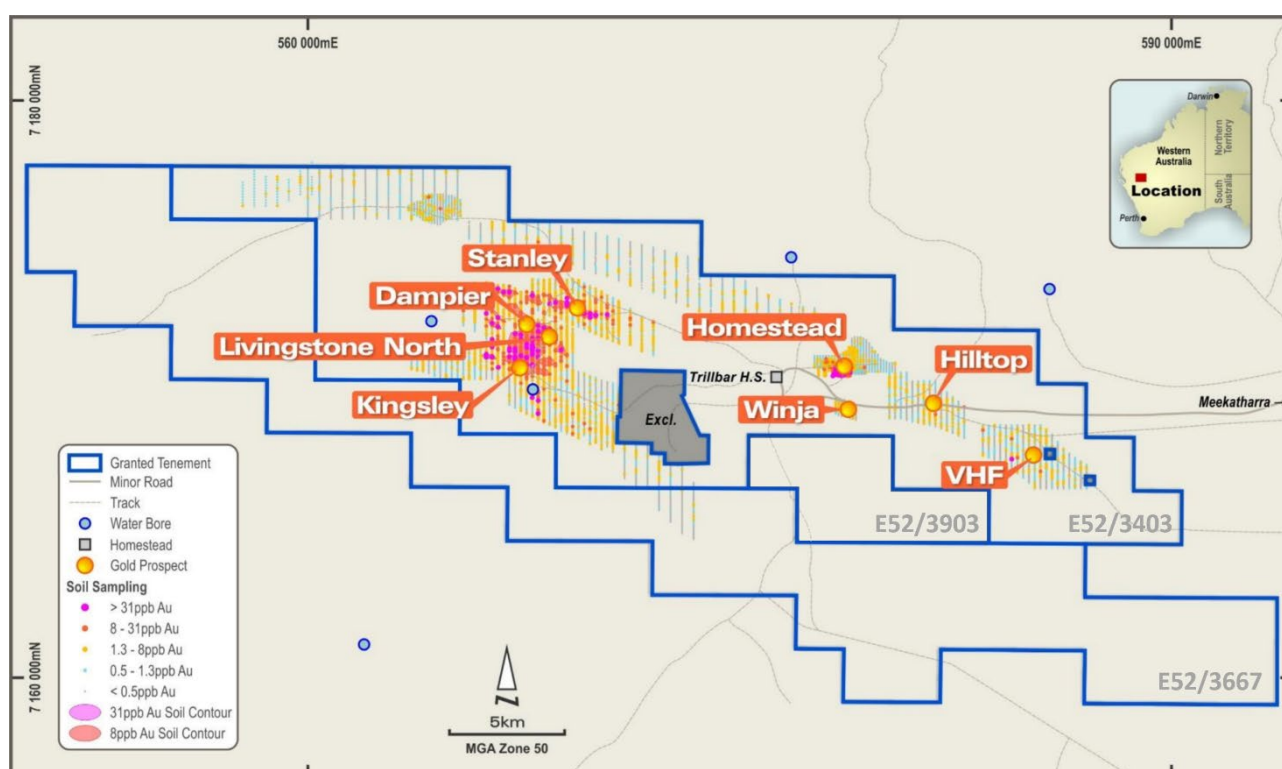 560 000mE
590 000mE
7 180 000mN
7 160 000mN
Darwin
Western
Australia
Northern
Territory
South
Australia
Location
Perth
Stanley
Dampier
Livingstone North
Kingsley
Homestead
Hilltop
Trillbar H.S.
Winja
Excl.
Meekatharra
VHF
E52/3903
E52/3403
E52/3667
Granted Tenement
Minor Road
Track
Water Bore
Homestead
Gold Prospect
Soil Sampling
> 31ppb Au
8 - 31ppb Au
1.3 - 8ppb Au
0.5 - 1.3ppb Au
< 0.5ppb Au
31ppb Au Soil Contour
8ppb Au Soil Contour
N
5km
MGA Zone 50